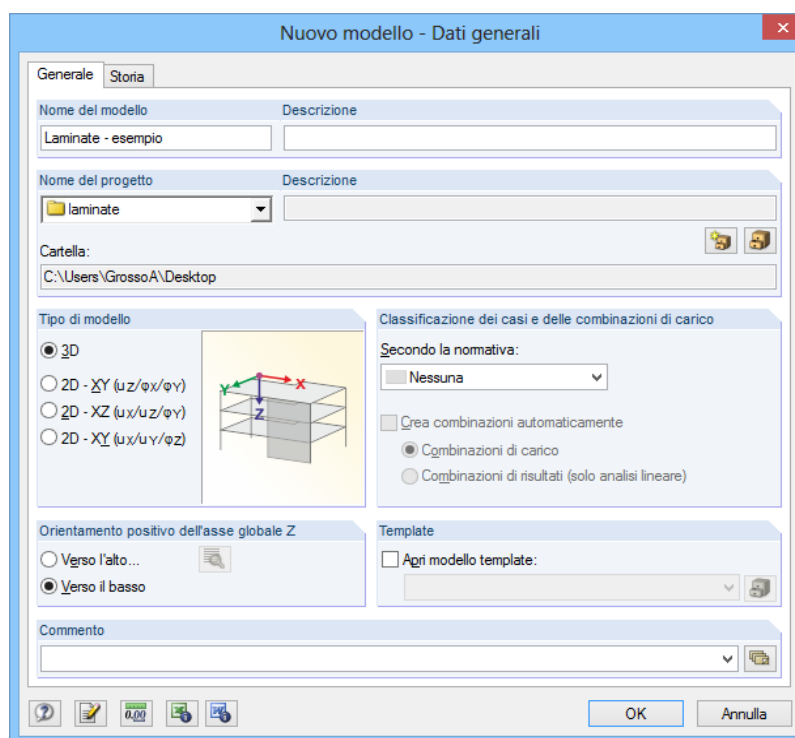 Nuovo modello - Dati generali
Generale Storia
Nome del modello Descrizione
Laminate - esempio
Nome del progetto Descrizione
laminate
Cartella:
C:\Users\GrossoA\Desktop
Tipo di modello
3D
2D - XY (uZ/φX/φY)
2D - XZ (uX/uZ/φY)
2D - XY (uX/uY/φZ)
Y X
Z
Classificazione dei casi e delle combinazioni di carico
Secondo la normativa:
Nessuna
Crea combinazioni automaticamente
Combinazioni di carico
Combinazioni di risultati (solo analisi lineare)
Orientamento positivo dell'asse globale Z
Verso l'alto...
Verso il basso
Template
Apri modello template:
Commento
0.00
OK Annulla